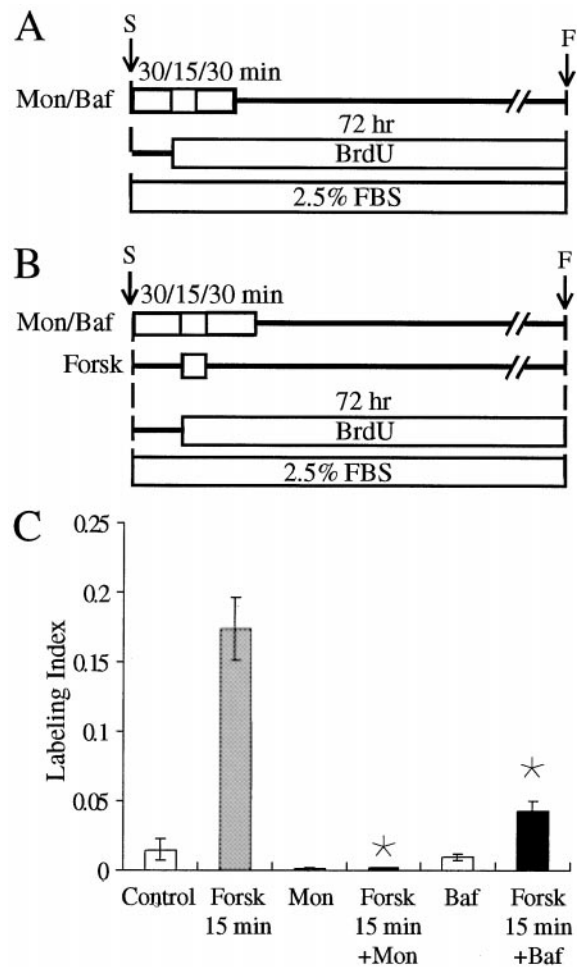 A
S
F
30/15/30 min
Mon/Baf
72 hr
BrdU
2.5% FBS
B
S
F
30/15/30 min
Mon/Baf
Forsk
72 hr
BrdU
2.5% FBS
C
0.25
0.2
0.15
0.1
0.05
0
Labeling Index
Control
Forsk
15 min
Mon
Forsk
15 min
+Mon
Baf
Forsk
15 min
+Baf